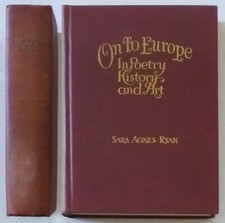 On To Europe
In Poetry
History
and Art
SARA AGNES RYAN